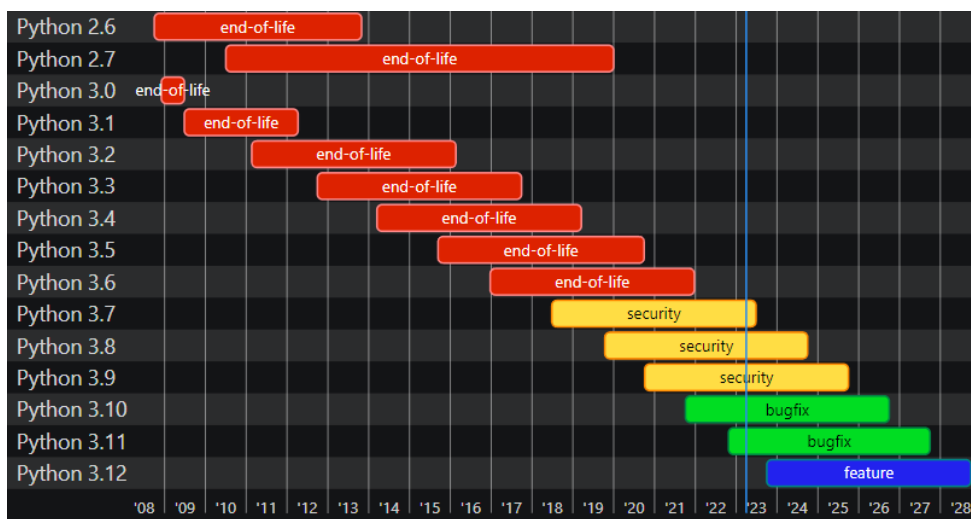 Python 2.6 end-of-life
Python 2.7 end-of-life
Python 3.0 end-of-life
Python 3.1 end-of-life
Python 3.2 end-of-life
Python 3.3 end-of-life
Python 3.4 end-of-life
Python 3.5 end-of-life
Python 3.6 end-of-life
Python 3.7 security
Python 3.8 security
Python 3.9 security
Python 3.10 bugfix
Python 3.11 bugfix
Python 3.12 feature
'08 '09 '10 '11 '12 '13 '14 '15 '16 '17 '18 '19 '20 '21 '22 '23 '24 '25 '26 '27 '28